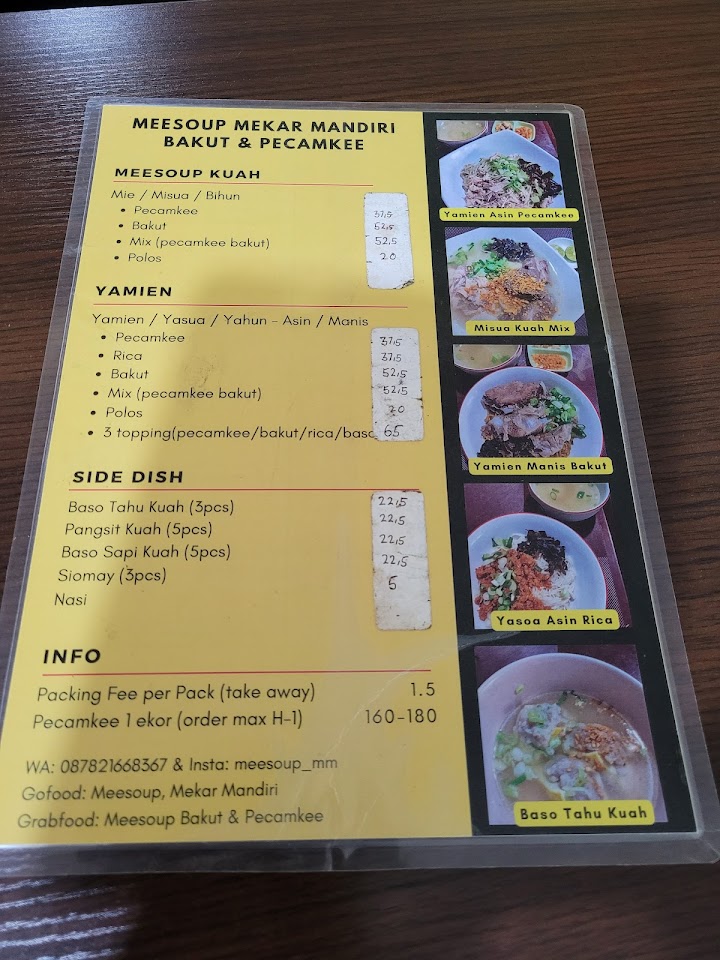 MEESOUP MEKAR MANDIRI
BAKUT & PECAMKEE
MEESOUP KUAH
Mie / Misua / Bihun
• Pecamkee 37,5
• Bakut 52,5
• Mix (pecamkee bakut) 52,5
• Polos 20
YAMIEN
Yamien / Yasua / Yahun - Asin / Manis
• Pecamkee 37,5
• Rica 37,5
• Bakut 52,5
• Mix (pecamkee bakut) 52,5
• Polos 20
• 3 topping(pecamkee/bakut/rica/baso 65
SIDE DISH
Baso Tahu Kuah (3pcs) 22,5
Pangsit Kuah (5pcs) 22,5
Baso Sapi Kuah (5pcs) 22,5
Siomay (3pcs) 22,5
Nasi 5
INFO
Packing Fee per Pack (take away) 1.5
Pecamkee 1 ekor (order max H-1) 160-180
WA: 087821668367 & Insta: meesoup_mm
Gofood: Meesoup, Mekar Mandiri
Grabfood: Meesoup Bakut & Pecamkee
Yamien Asin Pecamkee
Misua Kuah Mix
Yamien Manis Bakut
Yasoa Asin Rica
Baso Tahu Kuah